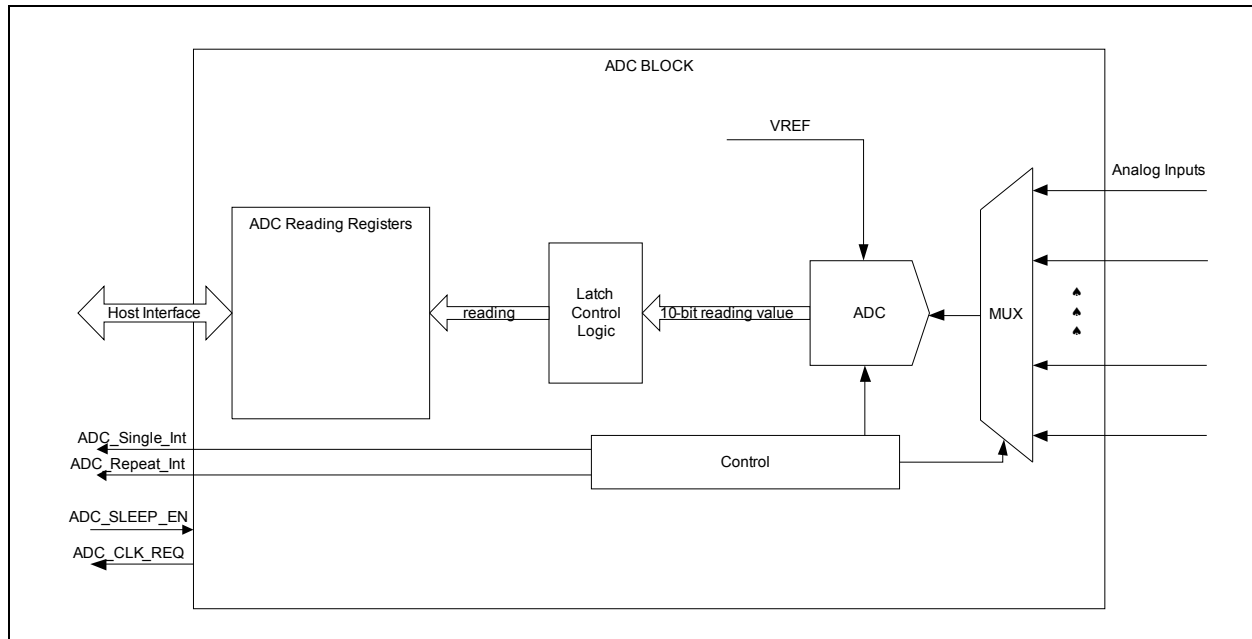 ADC BLOCK
VREF
Analog Inputs
ADC Reading Registers
Host Interface
reading
Latch
Control
Logic
10-bit reading value
ADC
MUX
ADC_Single_Int
ADC_Repeat_Int
Control
ADC_SLEEP_EN
ADC_CLK_REQ